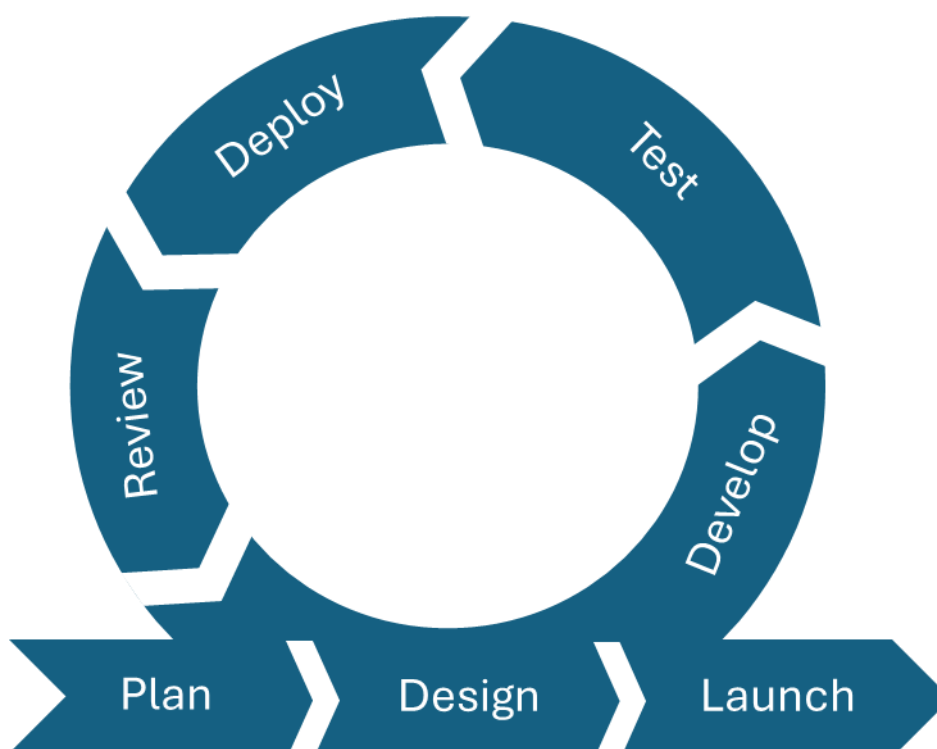 Deploy
Test
Review
Develop
Plan
Design
Launch